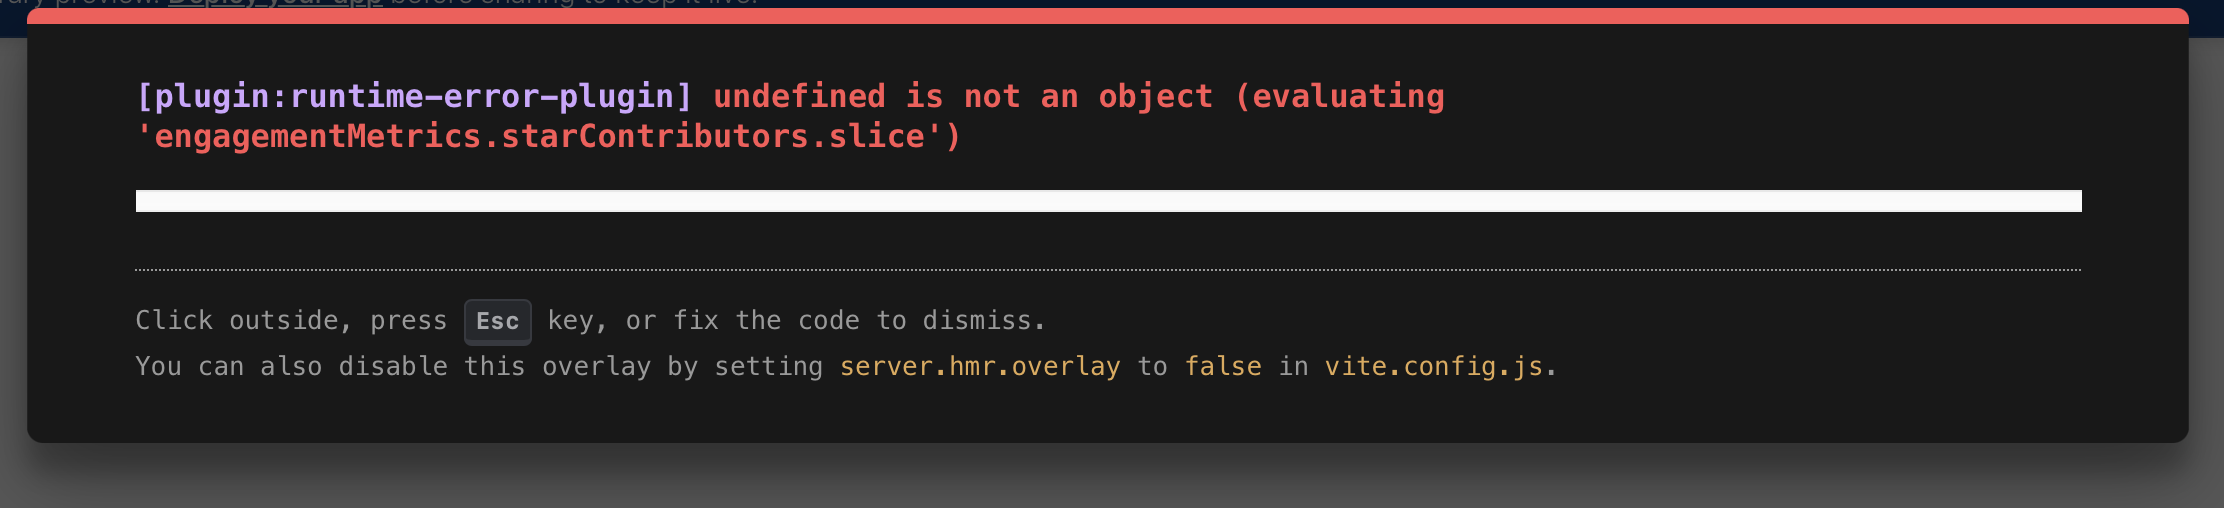 Deploy your app before sharing to keep it live.
[plugin:runtime-error-plugin] undefined is not an object (evaluating
'engagementMetrics.starContributors.slice')
Click outside, press Esc key, or fix the code to dismiss.
You can also disable this overlay by setting server.hmr.overlay to false in vite.config.js.